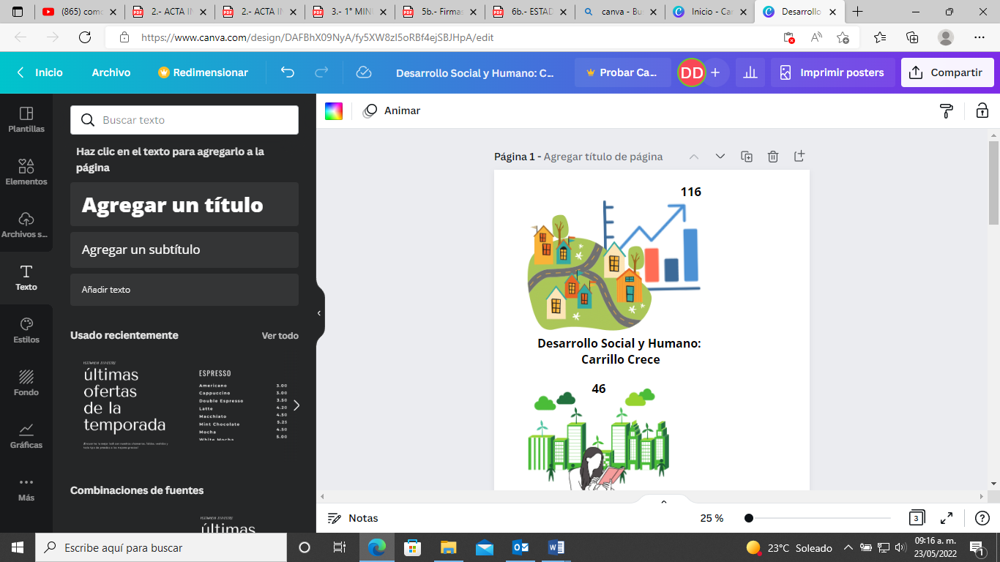 (865) como
2.- ACTA IN
2.- ACTA IN
3.- 1° MINU
5b.- Firmas
6b.- ESTAD
canva - Bu
Inicio - Can
Desarrollo
https://www.canva.com/design/DAFBhX09NyA/fy5XW8zI5oRBf4ejSBJHpA/edit
Inicio
Archivo
Redimensionar
Desarrollo Social y Humano: C...
Probar Ca...
DD
Imprimir posters
Compartir
Plantillas
Elementos
Archivos s...
Texto
Estilos
Fondo
Gráficas
Más
Buscar texto
Haz clic en el texto para agregarlo a la
página
Agregar un título
Agregar un subtítulo
Añadir texto
Usado recientemente
Ver todo
últimas
ofertas
de la
temporada
ESPRESSO
Americano 3.00
Cappuccino 3.00
Double Espresso 3.50
Latte 4.20
Macchiato 4.50
Mint Chocolate 5.25
Mocha 4.50
White Mocha 5.00
Combinaciones de fuentes
últimas
Animar
Página 1 - Agregar título de página
116
Desarrollo Social y Humano:
Carrillo Crece
46
Notas
25 %
3
Escribe aquí para buscar
23°C Soleado
09:16 a. m.
23/05/2022
1